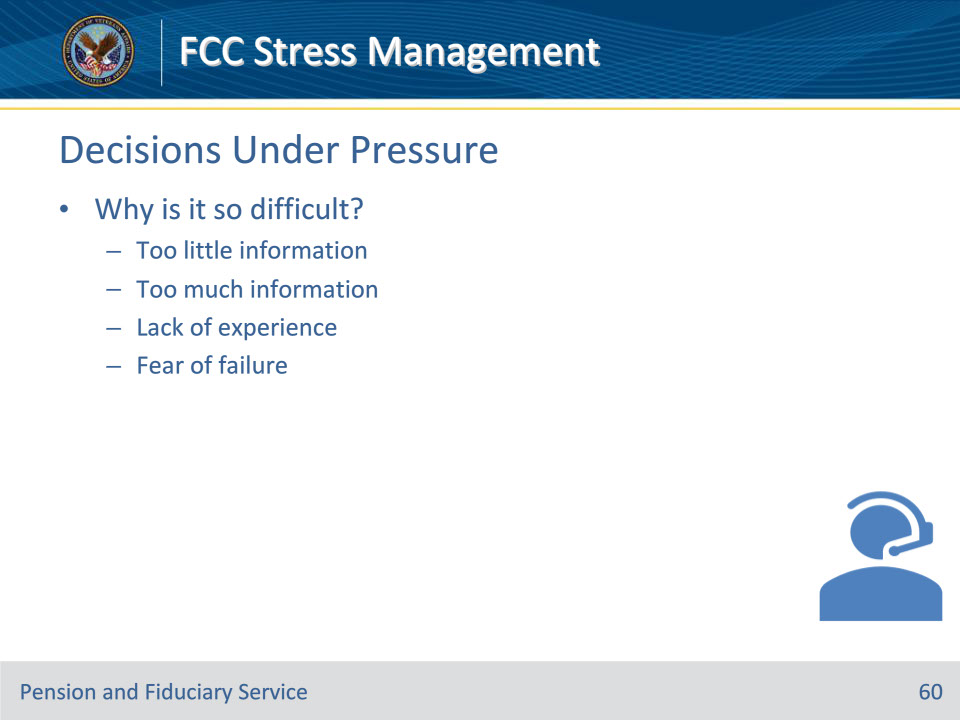 FCC Stress Management
Decisions Under Pressure
• Why is it so difficult?
– Too little information
– Too much information
– Lack of experience
– Fear of failure
Pension and Fiduciary Service
60